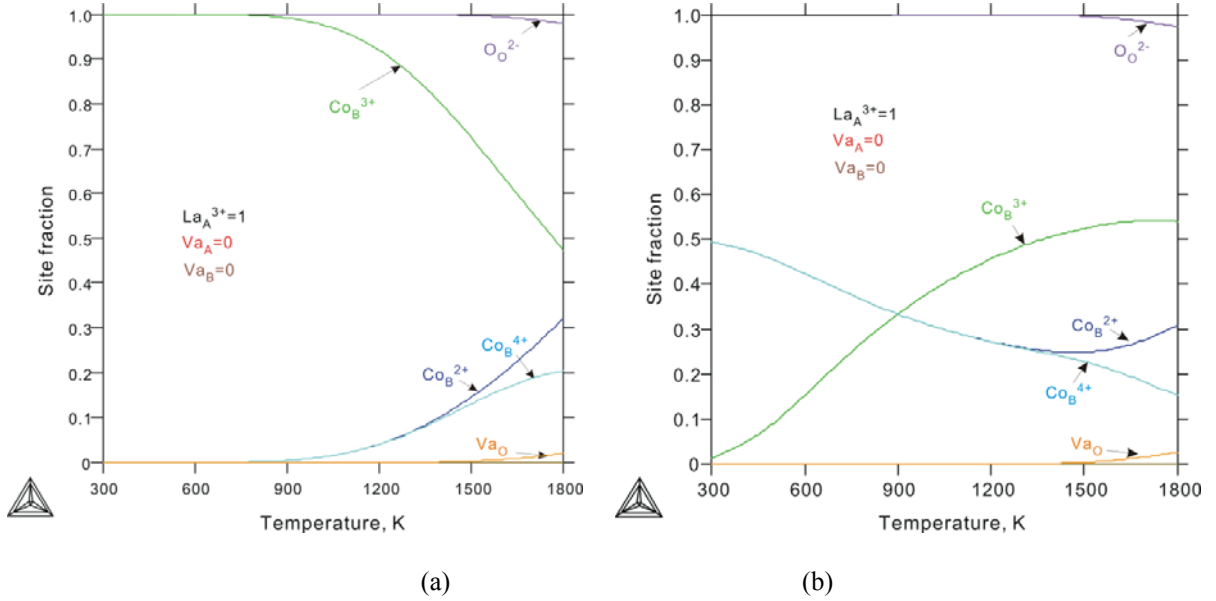 1.0
0.9
0.8
0.7
0.6
0.5
0.4
0.3
0.2
0.1
0
Site fraction
O_O^2-
Co_B^3+
La_A^3+=1
Va_A=0
Va_B=0
Co_B^4+
Co_B^2+
Va_O
300 600 900 1200 1500 1800
Temperature, K
(a)
1.0
0.9
0.8
0.7
0.6
0.5
0.4
0.3
0.2
0.1
0
Site fraction
O_O^2-
La_A^3+=1
Va_A=0
Va_B=0
Co_B^3+
Co_B^2+
Co_B^4+
Va_O
300 600 900 1200 1500 1800
Temperature, K
(b)